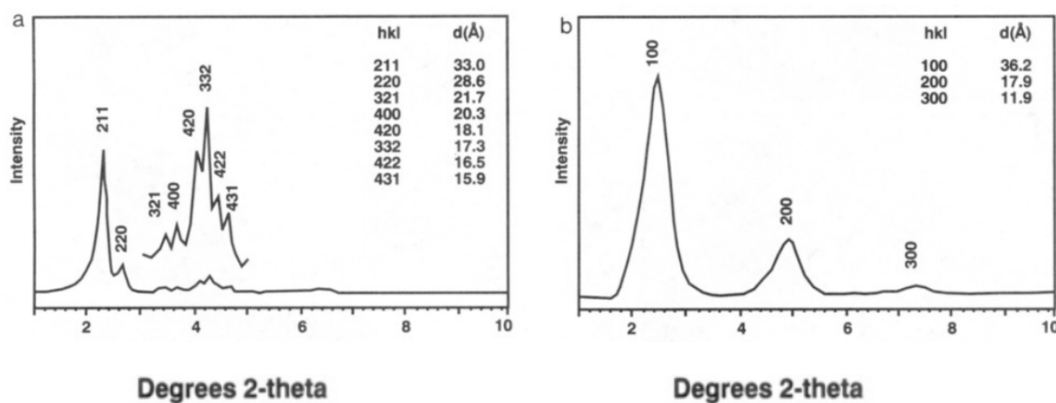 a
hkl d(Å)
211 33.0
220 28.6
321 21.7
400 20.3
420 18.1
332 17.3
422 16.5
431 15.9
211
220
321
400
420
332
422
431
Intensity
2 4 6 8 10
Degrees 2-theta
b
hkl d(Å)
100 36.2
200 17.9
300 11.9
100
200
300
Intensity
2 4 6 8 10
Degrees 2-theta